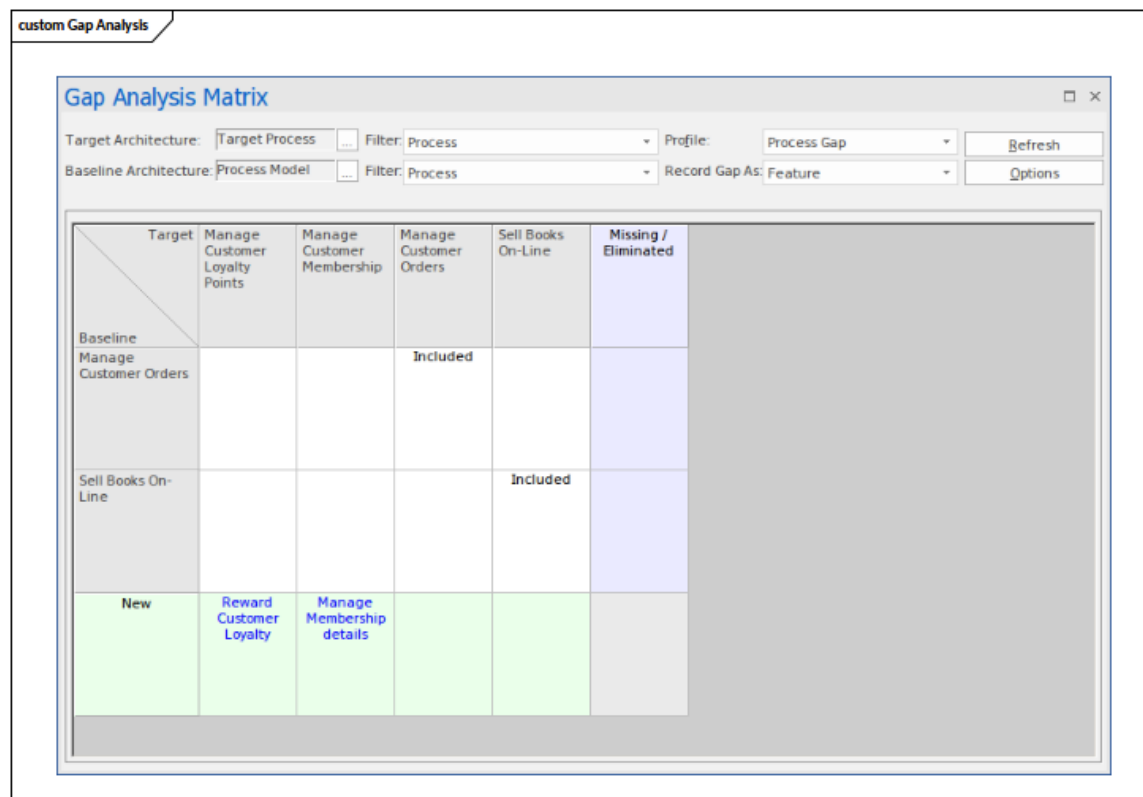 custom Gap Analysis
Gap Analysis Matrix
Target Architecture: Target Process ... Filter: Process Profile: Process Gap Refresh
Baseline Architecture: Process Model ... Filter: Process Record Gap As: Feature Options
Target
Baseline
Manage
Customer
Loyalty
Points
Manage
Customer
Membership
Manage
Customer
Orders
Sell Books
On-Line
Missing /
Eliminated
Manage
Customer Orders
Included
Sell Books On-
Line
Included
New
Reward
Customer
Loyalty
Manage
Membership
details